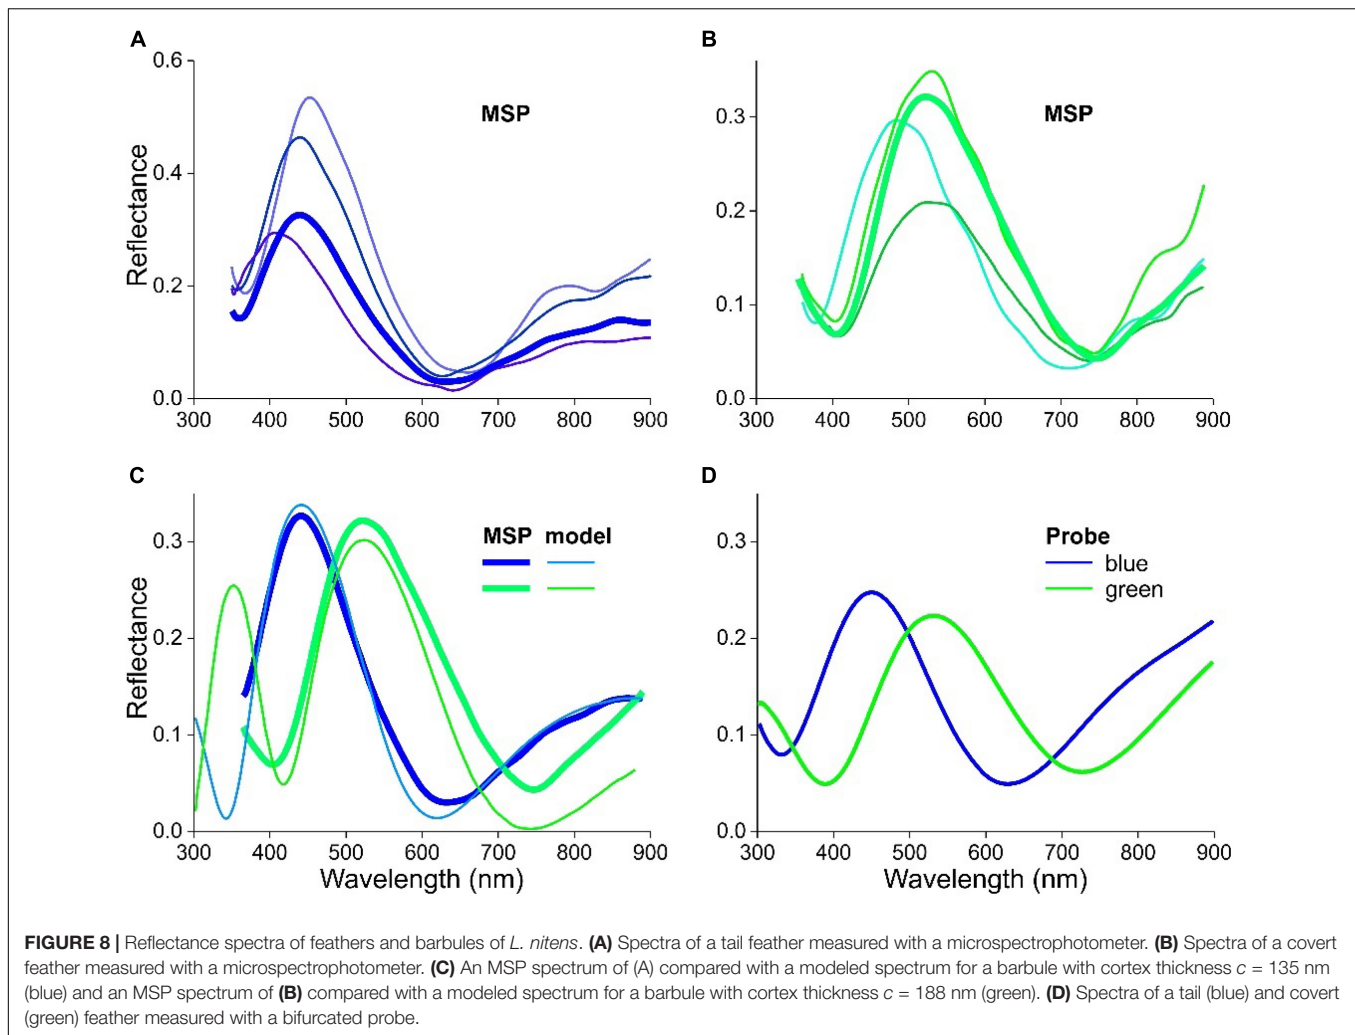 A
B
0.6
0.4
0.2
0.0
Reflectance
MSP
300 400 500 600 700 800 900
0.3
0.2
0.1
0.0
MSP
300 400 500 600 700 800 900
C
D
0.3
0.2
0.1
0.0
Reflectance
MSP model
300 400 500 600 700 800 900
Wavelength (nm)
0.3
0.2
0.1
0.0
Probe
blue
green
300 400 500 600 700 800 900
Wavelength (nm)
FIGURE 8 | Reflectance spectra of feathers and barbules of L. nitens. (A) Spectra of a tail feather measured with a microspectrophotometer. (B) Spectra of a covert
feather measured with a microspectrophotometer. (C) An MSP spectrum of (A) compared with a modeled spectrum for a barbule with cortex thickness c = 135 nm
(blue) and an MSP spectrum of (B) compared with a modeled spectrum for a barbule with cortex thickness c = 188 nm (green). (D) Spectra of a tail (blue) and covert
(green) feather measured with a bifurcated probe.